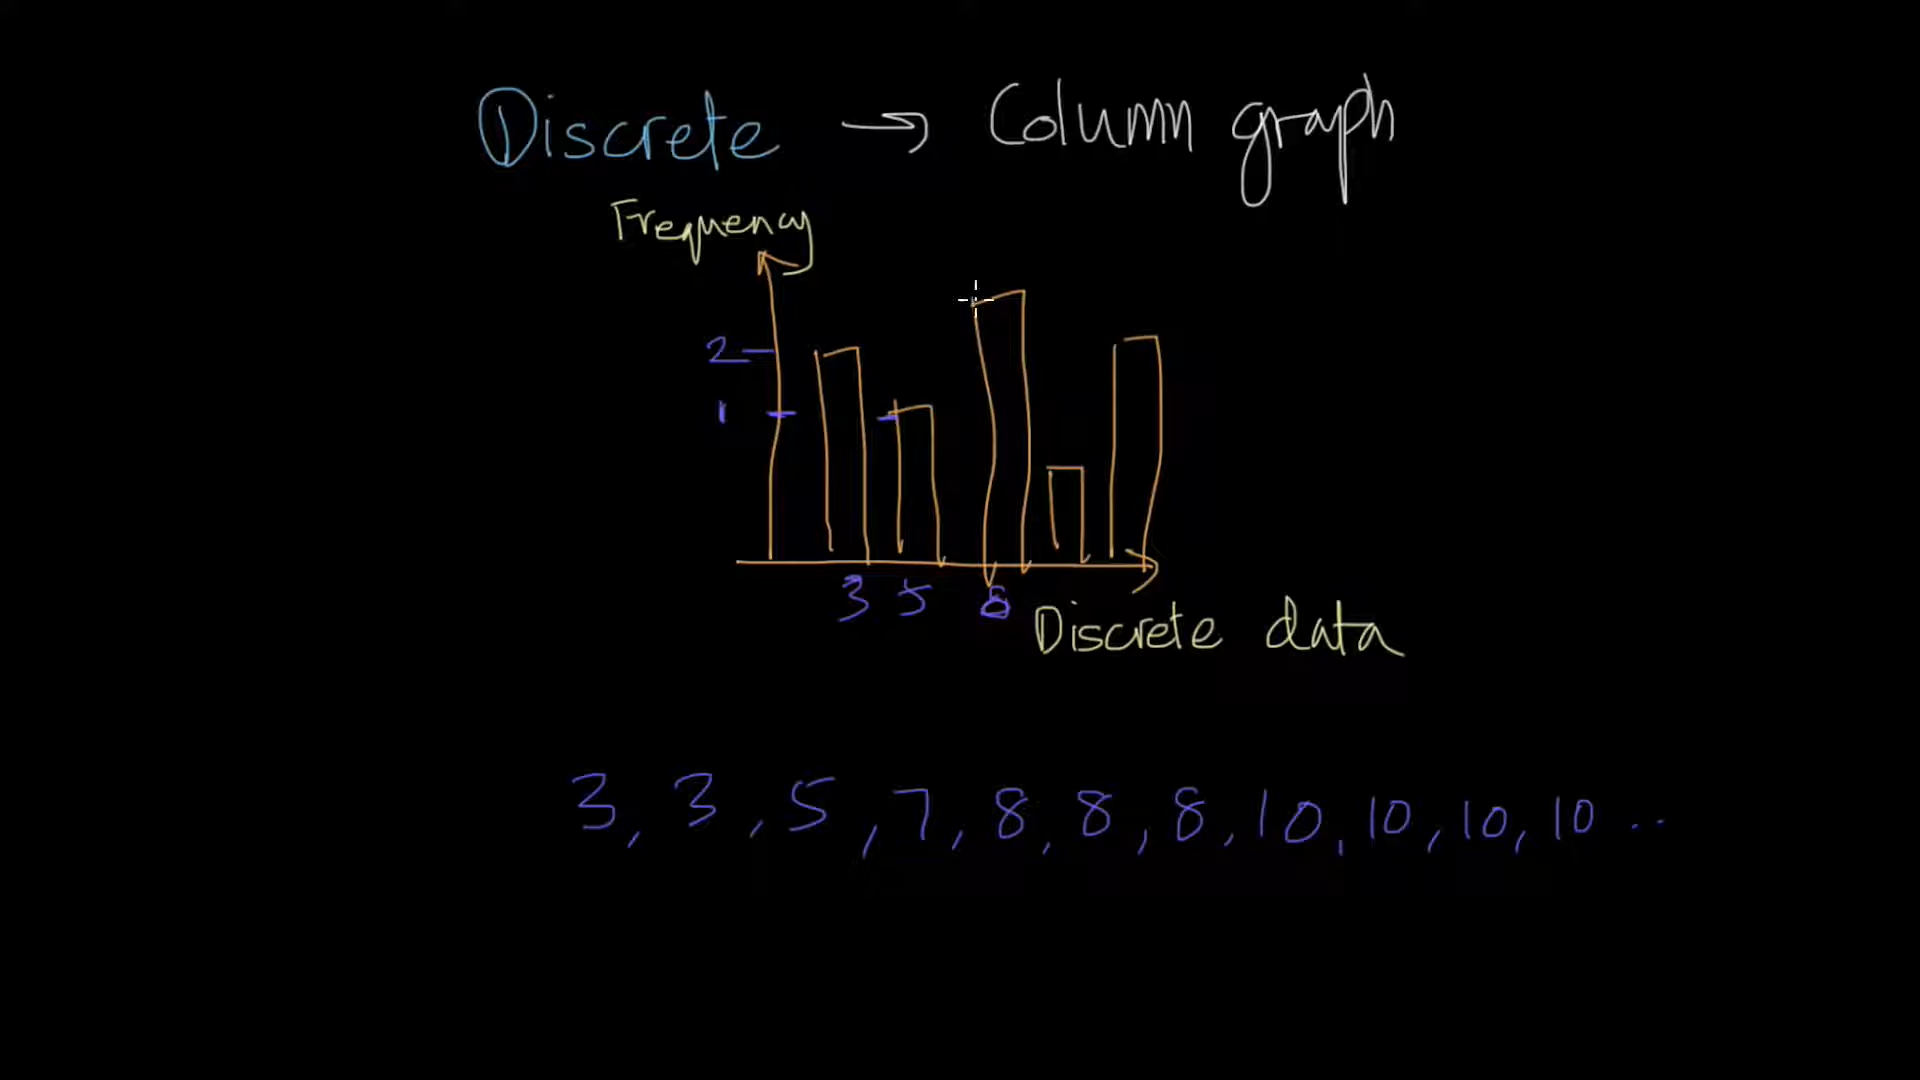 Discrete → Column graph
Frequency
2
1
3 5 8
Discrete data
3, 3, 5, 7, 8, 8, 8, 10, 10, 10, 10 ..